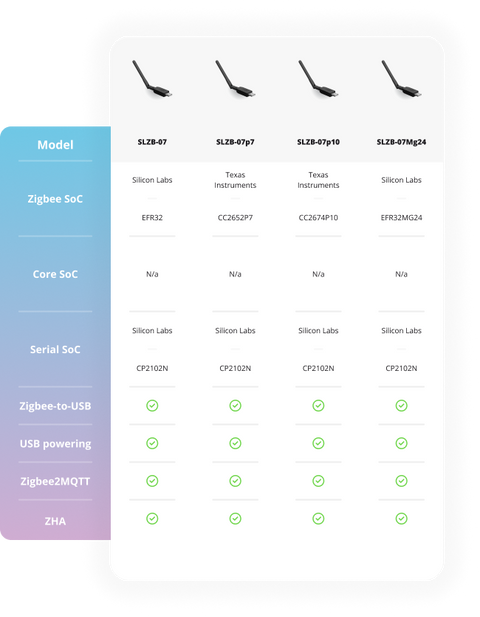 SLZB-07 SLZB-07p7 SLZB-07p10 SLZB-07Mg24
Model
Silicon Labs Texas Instruments Texas Instruments Silicon Labs
Zigbee SoC
EFR32 CC2652P7 CC2674P10 EFR32MG24
Core SoC N/a N/a N/a N/a
Silicon Labs Silicon Labs Silicon Labs Silicon Labs
Serial SoC
CP2102N CP2102N CP2102N CP2102N
Zigbee-to-USB
USB powering
Zigbee2MQTT
ZHA